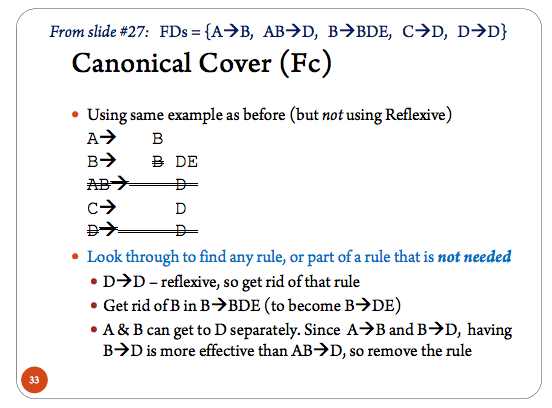 From slide #27: FDs = {A→B, AB→D, B→BDE, C→D, D→D}
Canonical Cover (Fc)
• Using same example as before (but not using Reflexive)
A→ B
B→ B DE
AB→ D
C→ D
D→ D
• Look through to find any rule, or part of a rule that is not needed
• D→D – reflexive, so get rid of that rule
• Get rid of B in B→BDE (to become B→DE)
• A & B can get to D separately. Since A→B and B→D, having
B→D is more effective than AB→D, so remove the rule
33